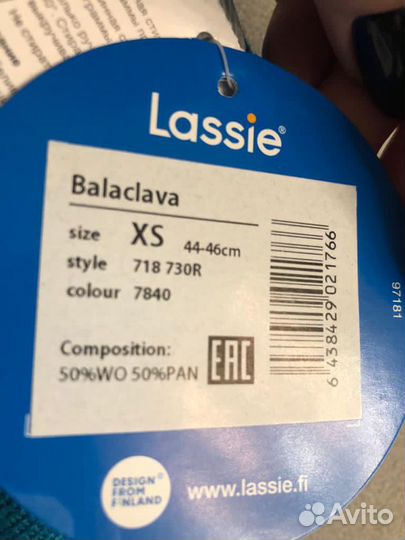 Lassie®
Balaclava
size XS 44-46cm
style 718 730R
colour 7840
Composition:
50%WO 50%PAN
EAC
6 438429 021766
97181
DESIGN FROM FINLAND
www.lassie.fi
Avito